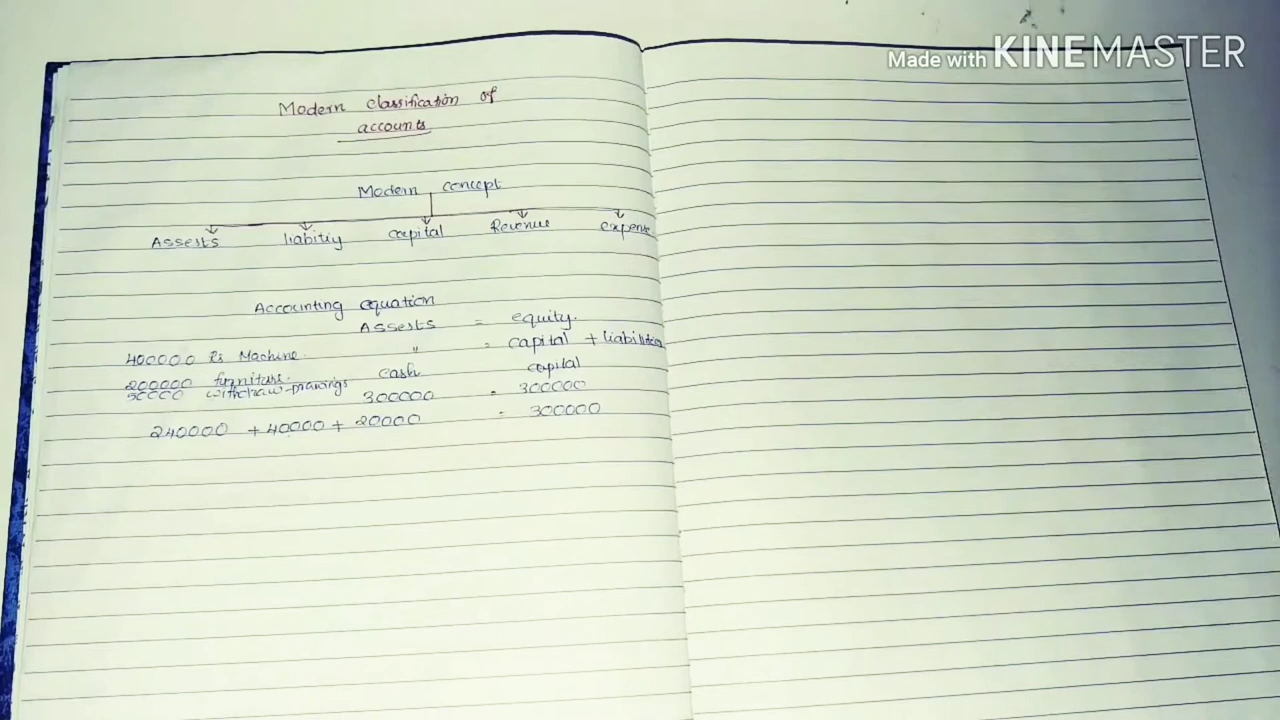 Made with KINEMASTER
Modern classification of
accounts
Modern concept
Assests liabitiy capital Revenue expense
Accounting equation
Assests = equity.
400000 Rs Machine. " = capital + liabilities
200000 furniture. cash capital
30000 withdraw-Drawings 300000 = 300000
240000 + 40000 + 20000 = 300000